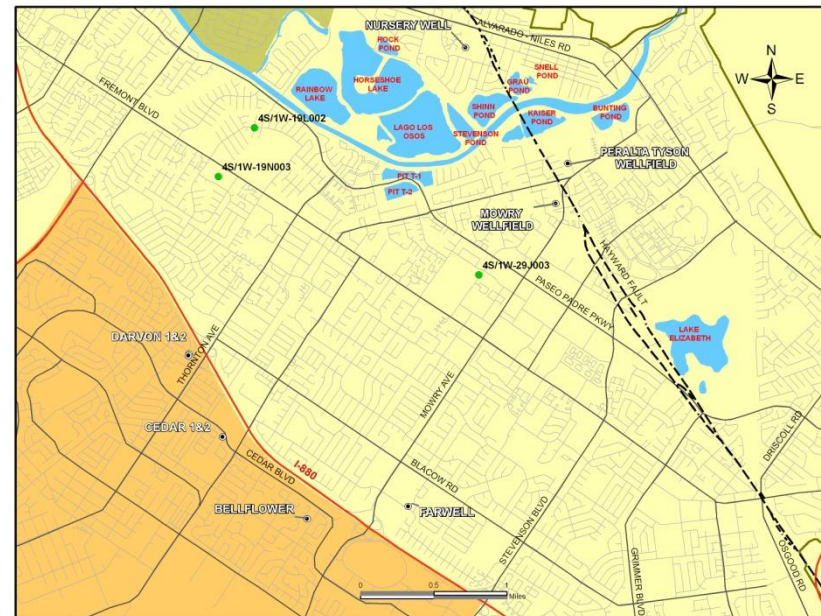 NURSERY WELL
ALVARADO - NILES RD
ROCK
POND
N
W E
S
SNELL
POND
GRAU
POND
HORSESHOE
LAKE
RAINBOW
LAKE
FREMONT BLVD
SHINN
POND
KAISER
POND
BUNTING
POND
4S/1W-19L002
LAGO LOS
OSOS
STEVENSON
POND
PERALTA TYSON
WELLFIELD
4S/1W-19N003
PIT T-1
PIT T-2
MOWRY
WELLFIELD
HAYWARD FAULT
4S/1W-29J003
PASEO PADRE PKWY
LAKE
ELIZABETH
DARVON 1&2
THORNTON AVE
MOWRY AVE
CEDAR 1&2
DRISCOLL RD
CEDAR BLVD
I-880
BLACOW RD
BELLFLOWER
FARWELL
STEVENSON BLVD
GRIMMER BLVD
OSGOOD RD
0 0.5 1
Miles